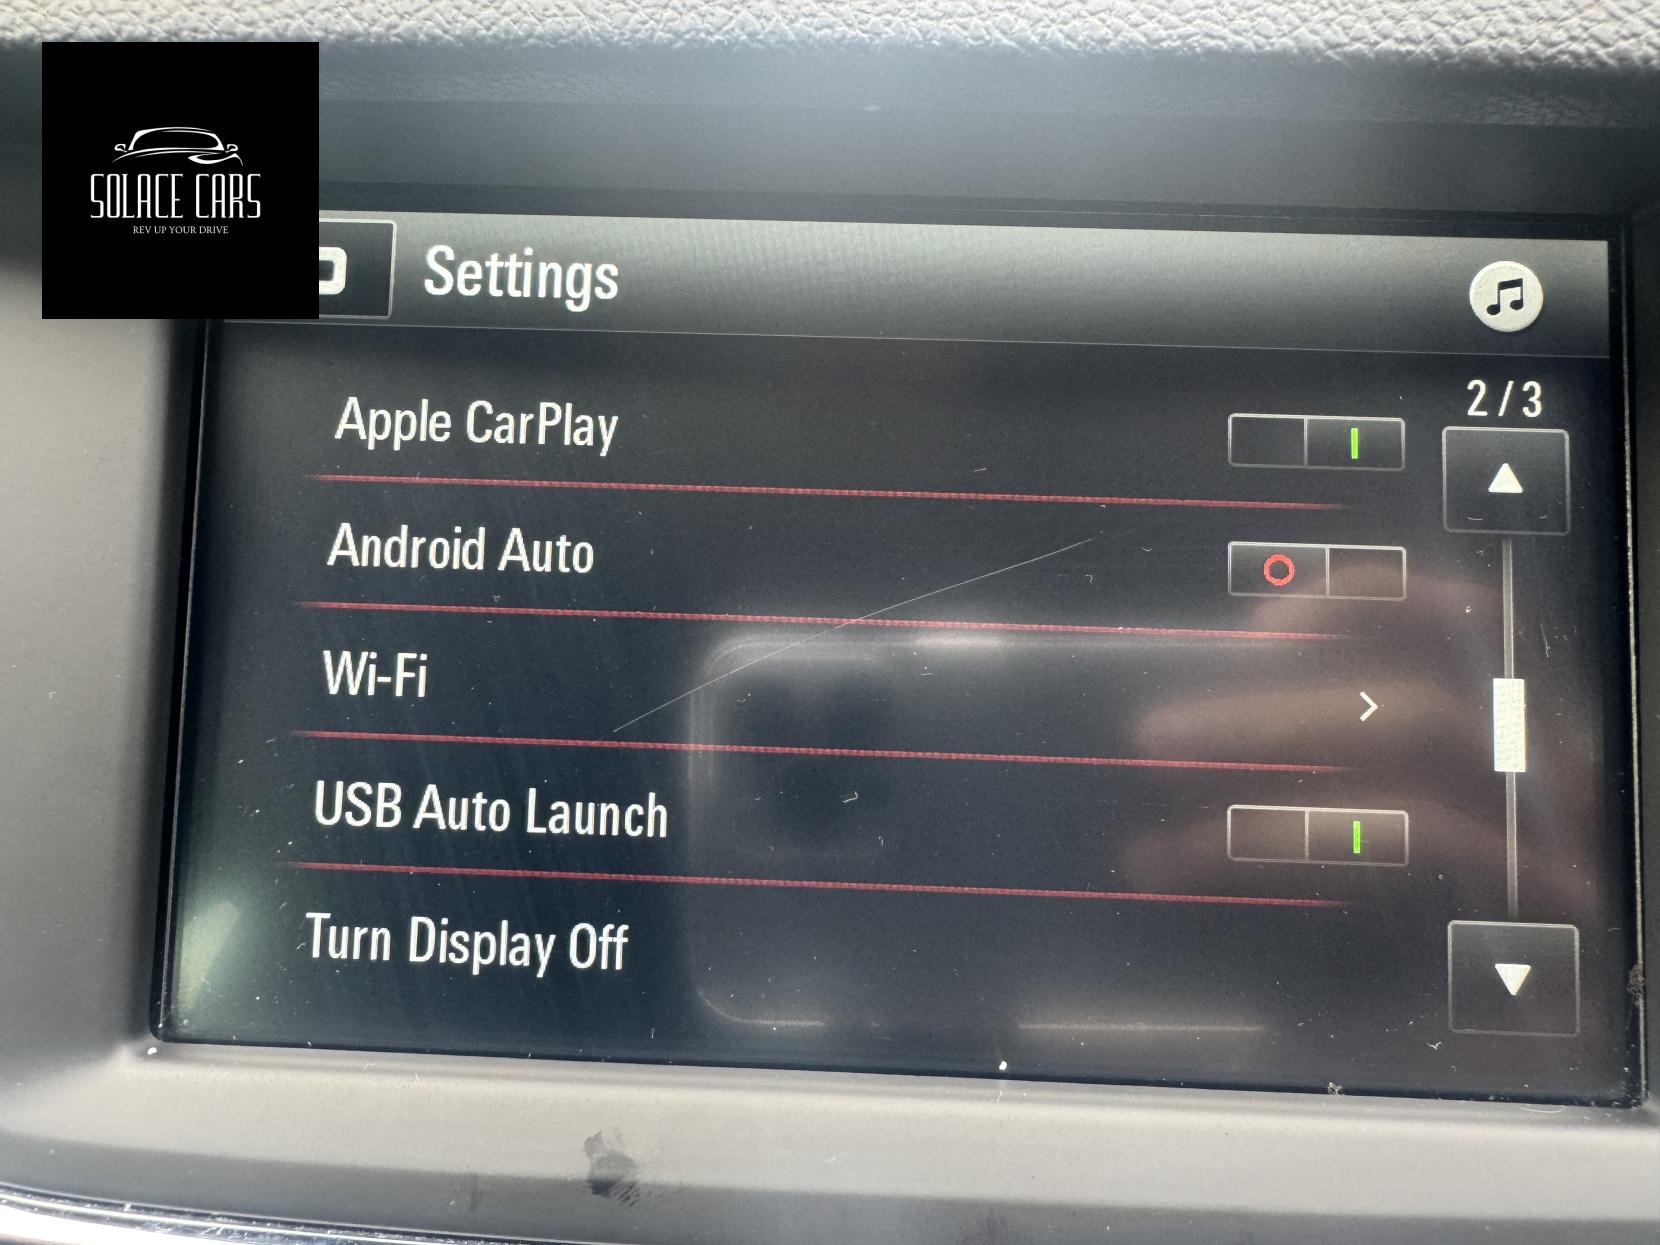 SOLACE CARS
REV UP YOUR DRIVE
Settings
2/3
Apple CarPlay
Android Auto
Wi-Fi
USB Auto Launch
Turn Display Off